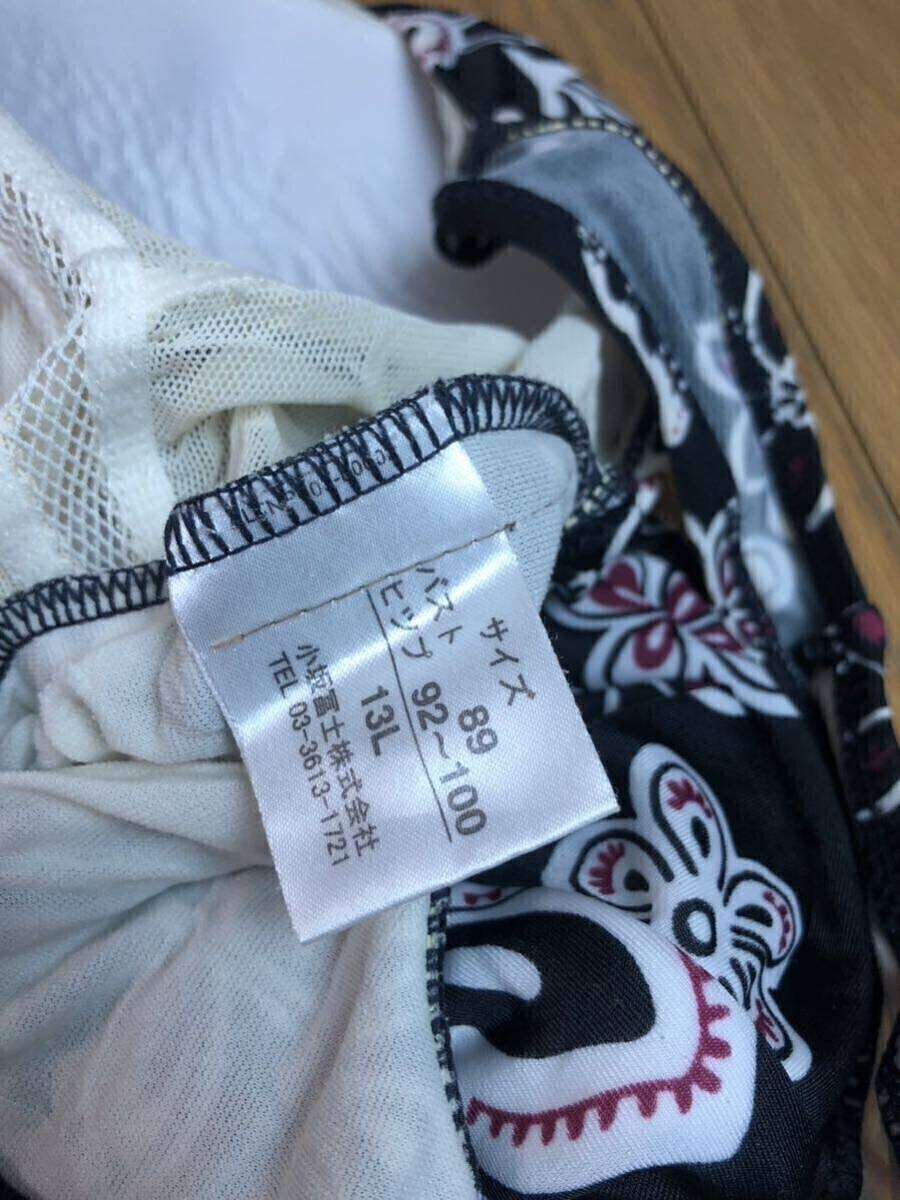 サイズ
バスト 89
ヒップ 92～100
13L
小坂冨士株式会社
TEL 03-3613-1721